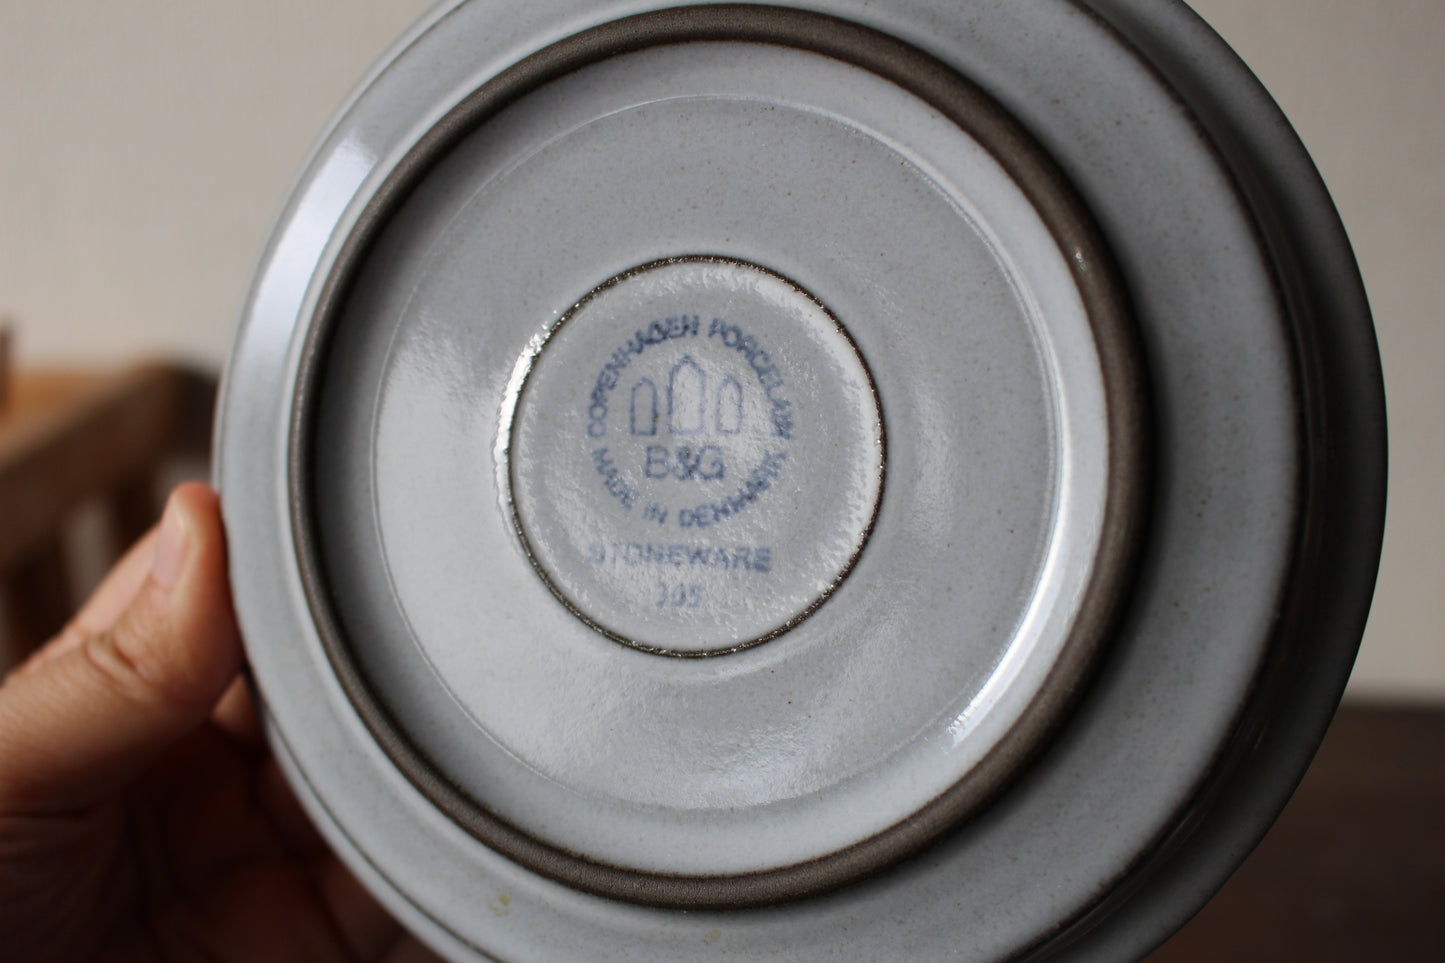 COPENHAGEN PORCELAIN
B&G
MADE IN DENMARK
STONEWARE
305